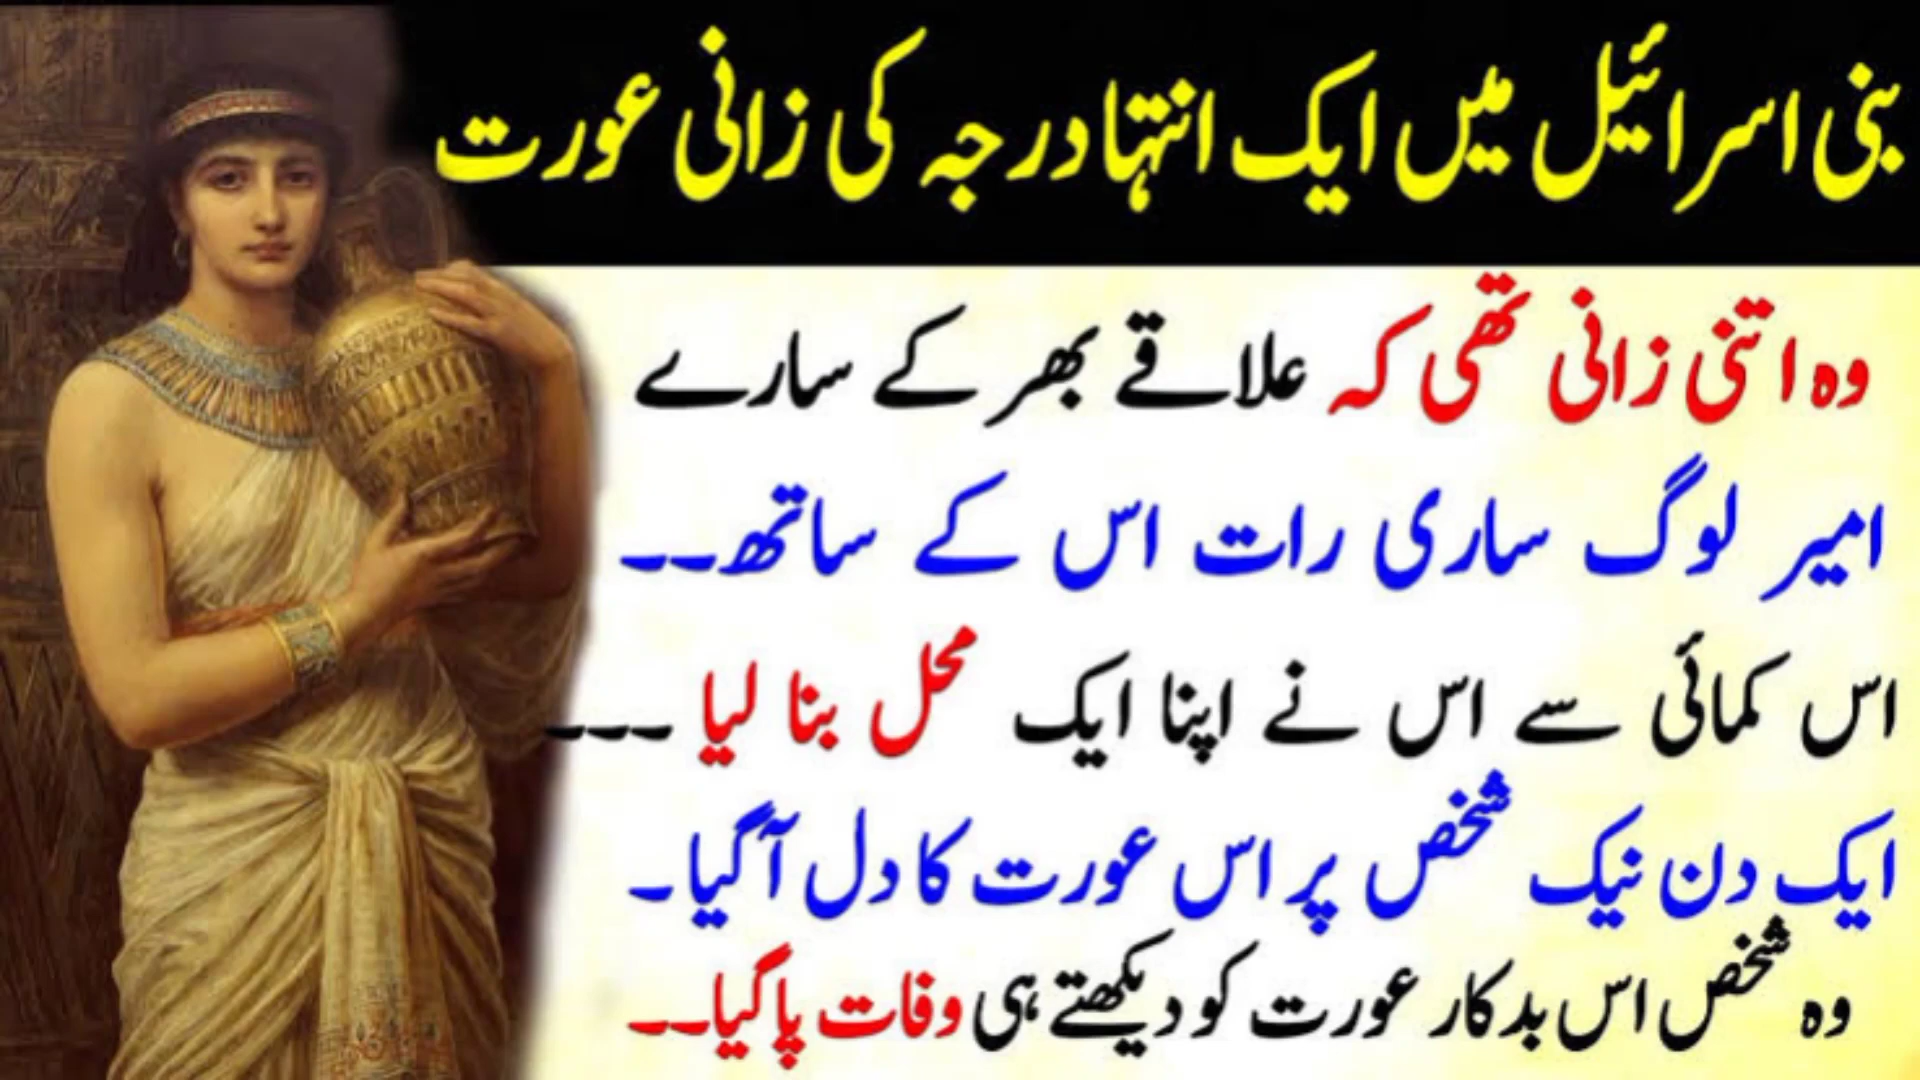 بنی اسرائیل میں ایک انتہا درجہ کی زانی عورت
وہ اتنی زانی تھی کہ علاقے بھر کے سارے
امیر لوگ ساری رات اس کے ساتھ۔۔
اس کمائی سے اس نے اپنا ایک محل بنا لیا ۔۔۔
ایک دن نیک شخص پر اس عورت کا دل آگیا ۔
وہ شخص اس بدکار عورت کو دیکھتے ہی وفات پاگیا۔۔